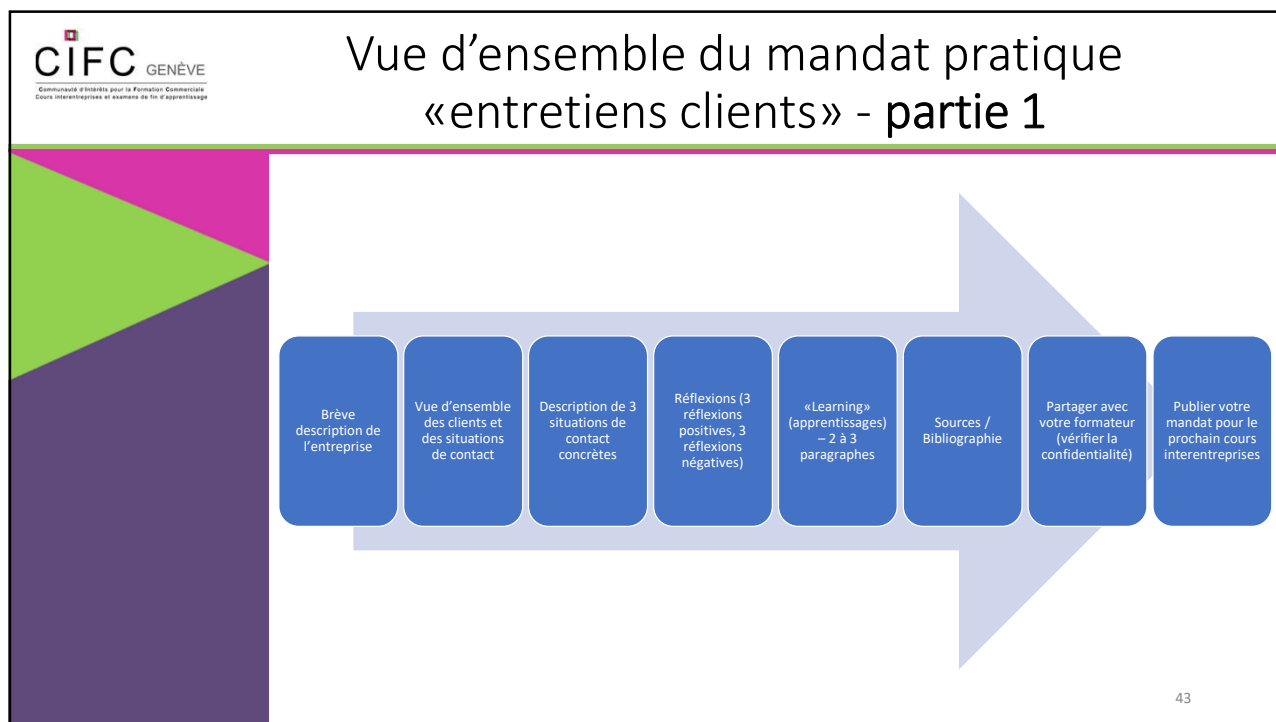 CIFC GENÈVE
Communauté d'Intérêts pour la Formation Commerciale
Cours interentreprises et examens de fin d'apprentissage
Vue d’ensemble du mandat pratique
«entretiens clients» - partie 1
Brève
description de
l’entreprise
Vue d’ensemble
des clients et
des situations
de contact
Description de 3
situations de
contact
concrètes
Réflexions (3
réflexions
positives, 3
réflexions
négatives)
«Learning»
(apprentissages)
– 2 à 3
paragraphes
Sources /
Bibliographie
Partager avec
votre formateur
(vérifier la
confidentialité)
Publier votre
mandat pour le
prochain cours
interentreprises
43